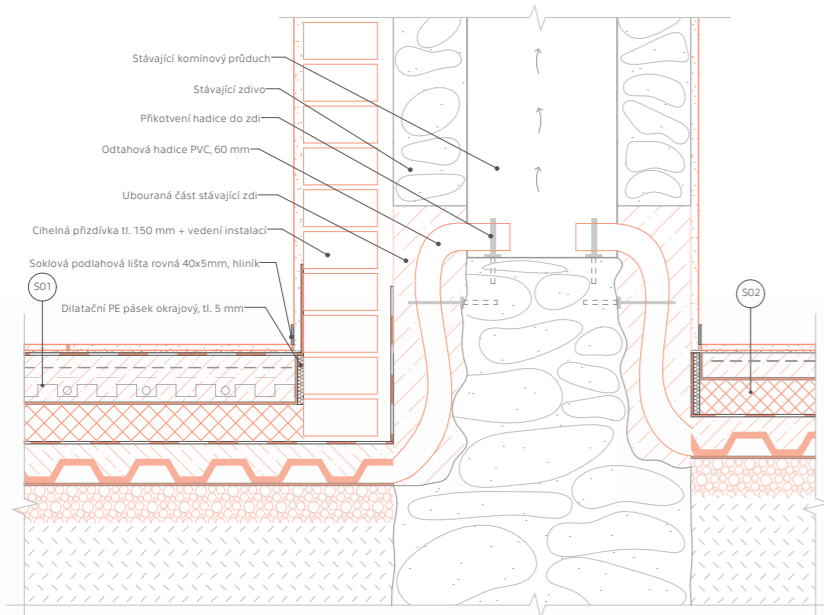 Stávající komínový průduch
Stávající zdivo
Přikotvení hadice do zdi
Odtahová hadice PVC, 60 mm
Ubouraná část stávající zdi
Cihelná přizdívka tl. 150 mm + vedení instalací
Soklová podlahová lišta rovná 40x5mm, hliník
S01
S02
Dilatační PE pásek okrajový, tl. 5 mm